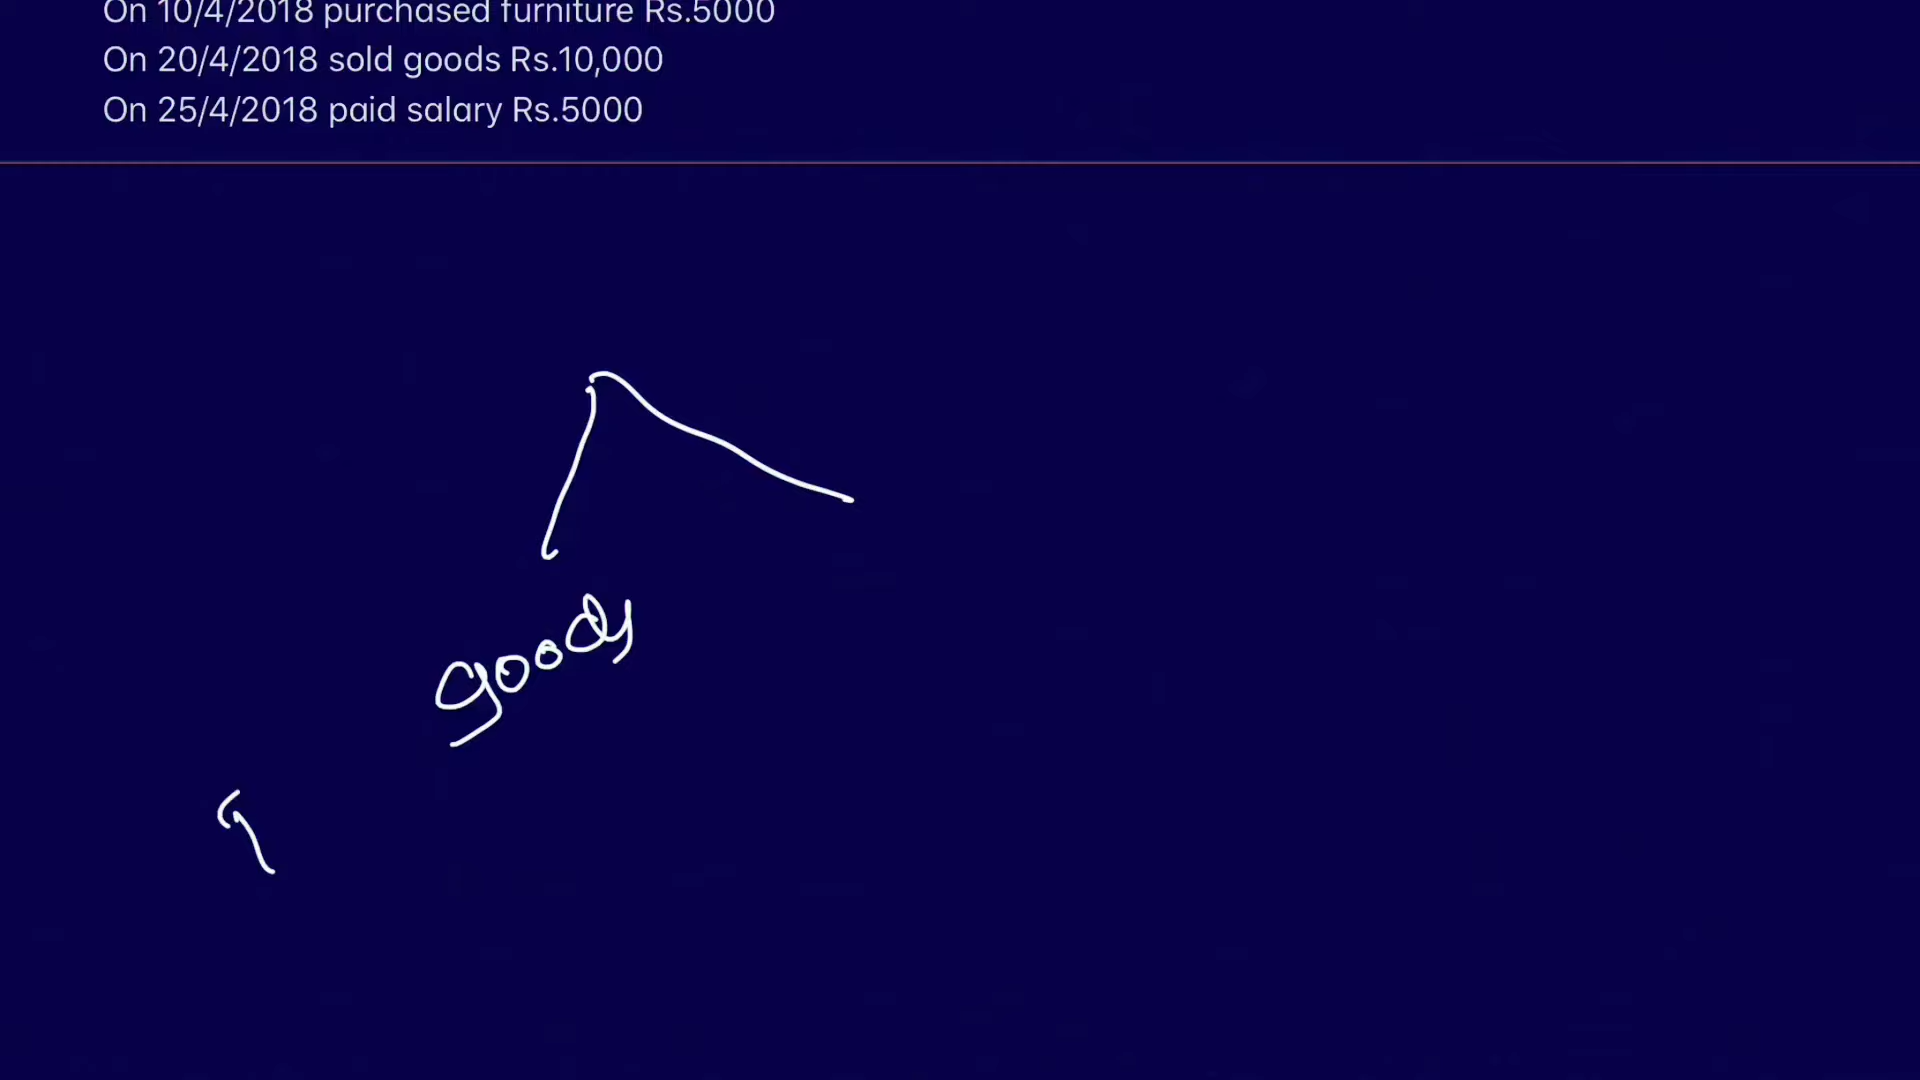 On 10/4/2018 purchased furniture Rs.5000
On 20/4/2018 sold goods Rs.10,000
On 25/4/2018 paid salary Rs.5000
goods